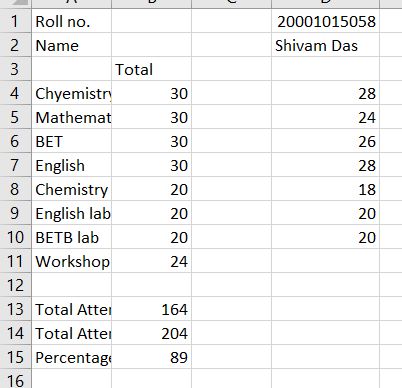 1 Roll no. 20001015058
2 Name Shivam Das
3 Total
4 Chyemistry 30 28
5 Mathemat 30 24
6 BET 30 26
7 English 30 28
8 Chemistry 20 18
9 English lab 20 20
10 BETB lab 20 20
11 Workshop 24
12
13 Total Atter 164
14 Total Atter 204
15 Percentage 89
16